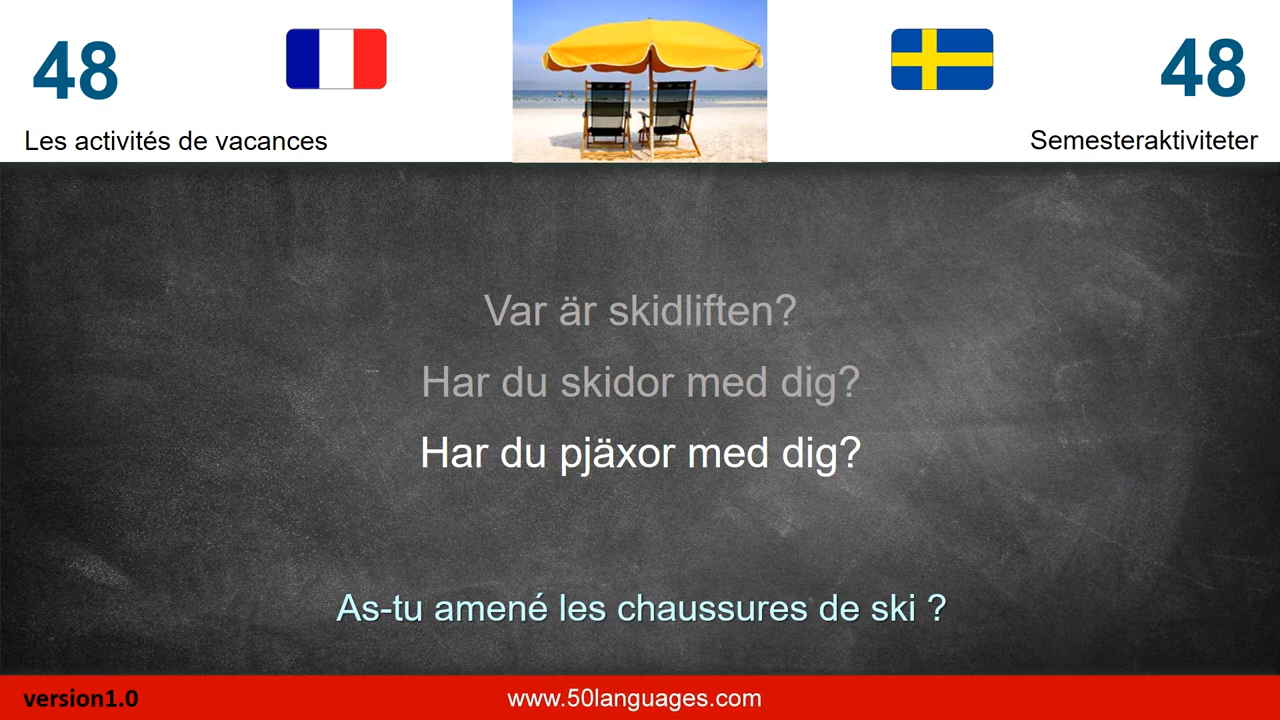 48
48
Les activités de vacances
Semesteraktiviteter
Var är skidliften?
Har du skidor med dig?
Har du pjäxor med dig?
As-tu amené les chaussures de ski ?
version1.0
www.50languages.com